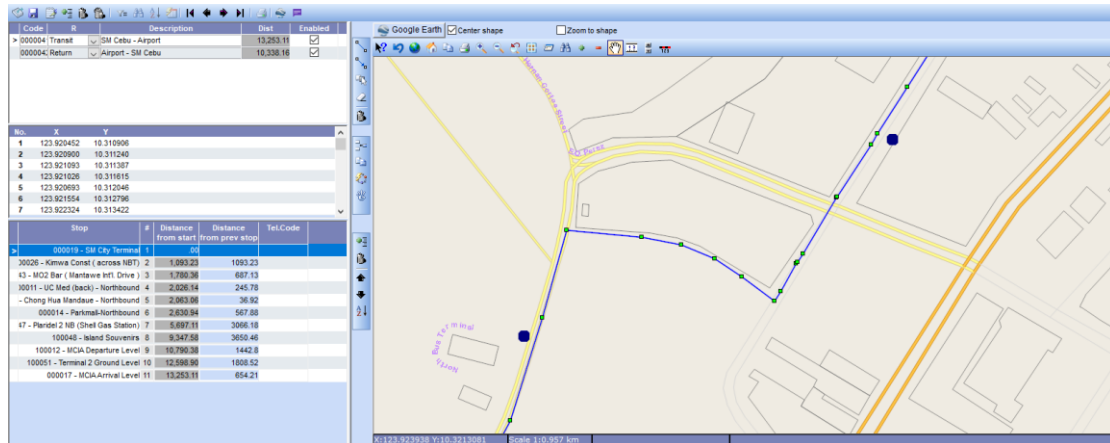 Code R Description Dist Enabled
> 000004 Transit SM Cebu - Airport 13,253.11
000004 Return Airport - SM Cebu 10,338.16
No. X Y
1 123.920452 10.310906
2 123.920900 10.311240
3 123.921093 10.311387
4 123.921026 10.311615
5 123.920693 10.312046
6 123.921554 10.312796
7 123.922324 10.313422
Stop # Distance from start Distance from prev stop Tel.Code
> 000019 - SM City Terminal 1 .00
30026 - Kimwa Const ( across NBT) 2 1,093.23 1093.23
43 - MO2 Bar ( Mantawe Int'l. Drive ) 3 1,780.36 687.13
30011 - UC Med (back) - Northbound 4 2,026.14 245.78
- Chong Hua Mandaue - Northbound 5 2,063.06 36.92
000014 - Parkmall-Northbound 6 2,630.94 567.88
47 - Plaridel 2 NB (Shell Gas Station) 7 5,697.11 3066.18
100048 - Island Souvenirs 8 9,347.58 3650.46
100012 - MCIA Departure Level 9 10,790.38 1442.8
100051 - Terminal 2 Ground Level 10 12,598.90 1808.52
000017 - MCIA Arrival Level 11 13,253.11 654.21
Google Earth Center shape Zoom to shape
Hernan Cortes Street
S.O. Perez
North Bus Terminal
X:123.923938 Y:10.3213081 Scale 1:0.957 km